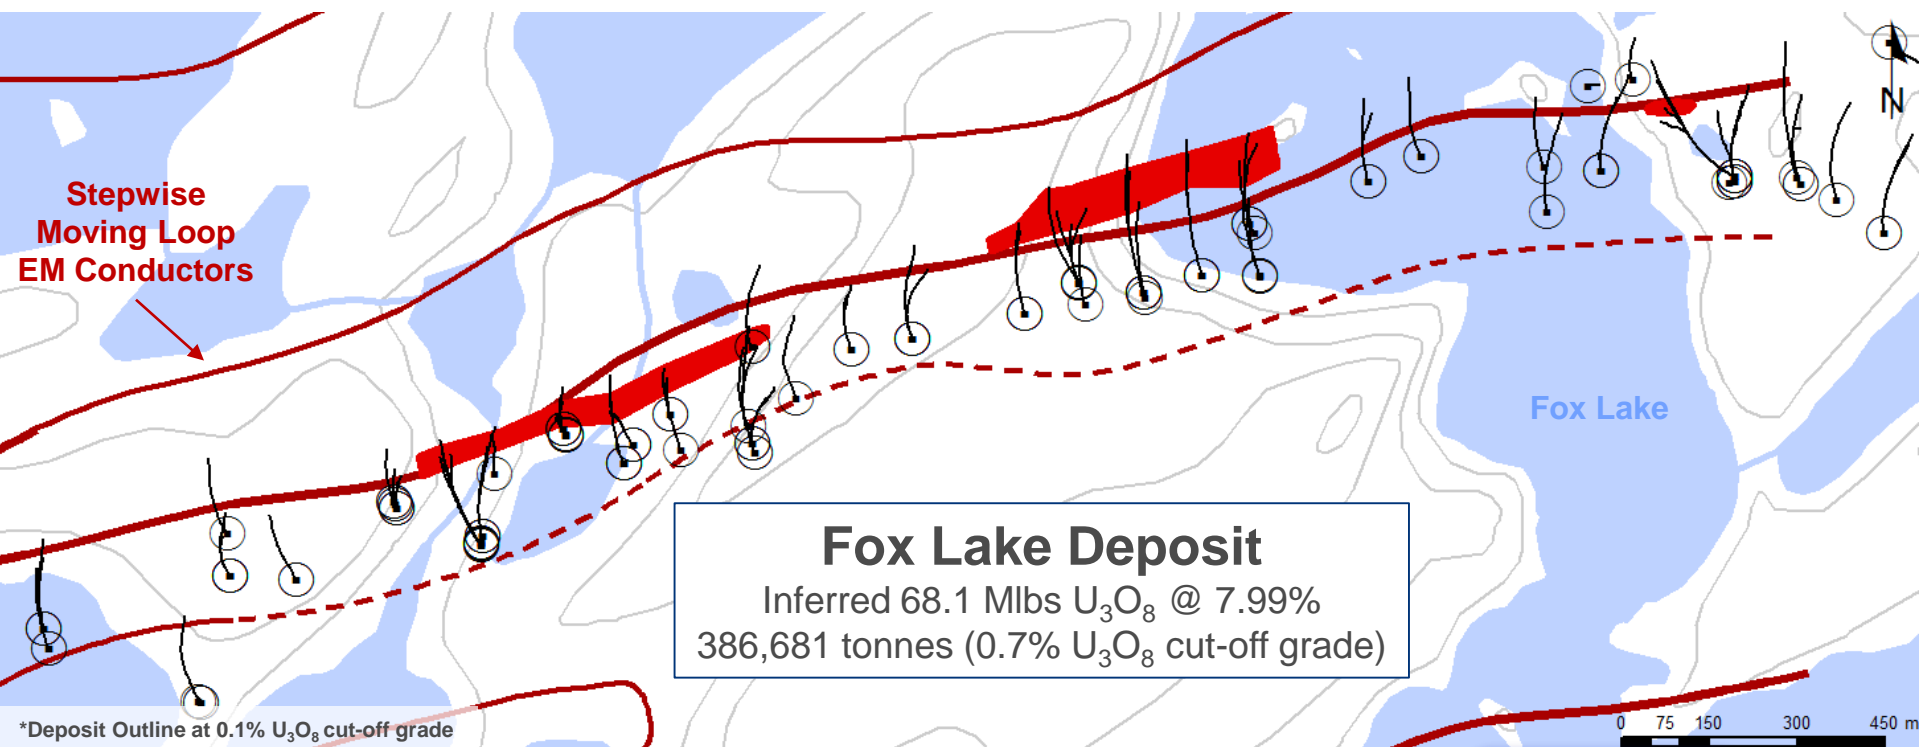 N
Stepwise
Moving Loop
EM Conductors
Fox Lake
Fox Lake Deposit
Inferred 68.1 Mlbs U₃O₈ @ 7.99%
386,681 tonnes (0.7% U₃O₈ cut-off grade)
*Deposit Outline at 0.1% U₃O₈ cut-off grade
0 75 150 300 450 m